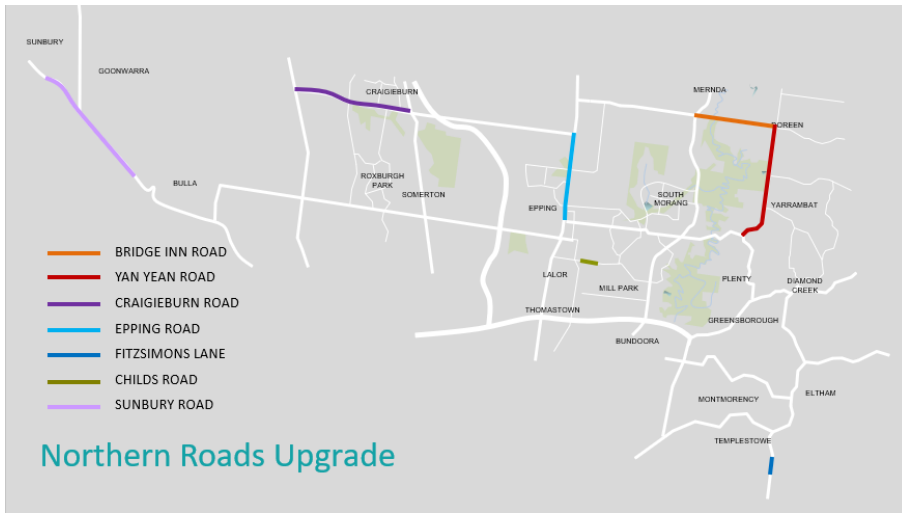 SUNBURY
GOONWARRA
CRAIGIEBURN
MERNDA
DOREEN
BULLA
ROXBURGH
PARK
SOMERTON
EPPING
SOUTH
MORANG
YARRAMBAT
LALOR
MILL PARK
PLENTY
DIAMOND
CREEK
THOMASTOWN
BUNDOORA
GREENSBOROUGH
MONTMORENCY
ELTHAM
TEMPLESTOWE
BRIDGE INN ROAD
YAN YEAN ROAD
CRAIGIEBURN ROAD
EPPING ROAD
FITZSIMONS LANE
CHILDS ROAD
SUNBURY ROAD
Northern Roads Upgrade